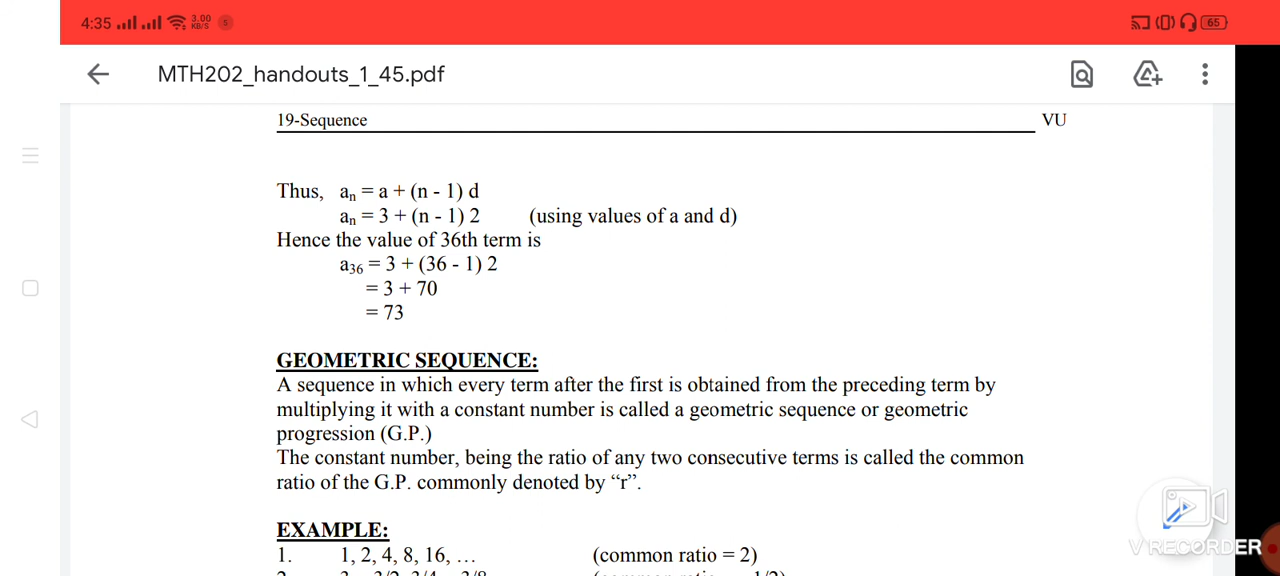 4:35 3.00 KB/S S 65
MTH202_handouts_1_45.pdf
19-Sequence VU
Thus, aₙ = a + (n - 1) d
aₙ = 3 + (n - 1) 2 (using values of a and d)
Hence the value of 36th term is
a₃₆ = 3 + (36 - 1) 2
= 3 + 70
= 73
GEOMETRIC SEQUENCE:
A sequence in which every term after the first is obtained from the preceding term by
multiplying it with a constant number is called a geometric sequence or geometric
progression (G.P.)
The constant number, being the ratio of any two consecutive terms is called the common
ratio of the G.P. commonly denoted by “r”.
EXAMPLE:
1. 1, 2, 4, 8, 16, … (common ratio = 2)
V RECORDER